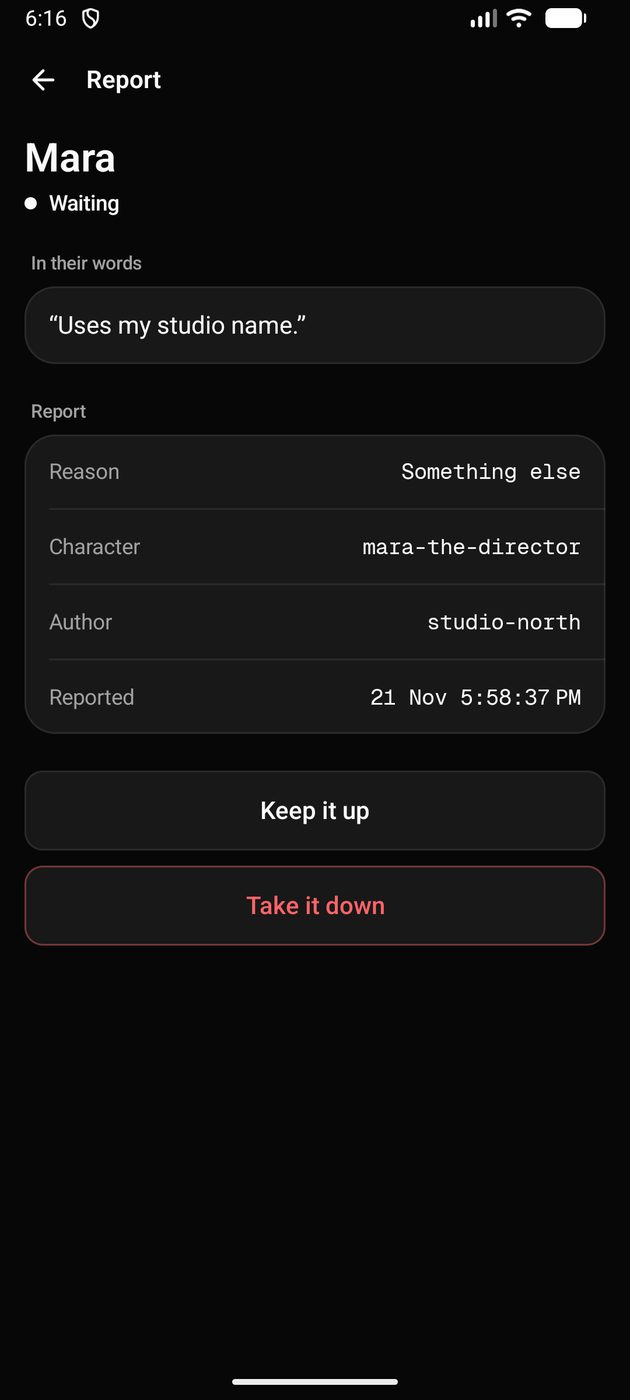 6:16
Report
Mara
Waiting
In their words
“Uses my studio name.”
Report
Reason Something else
Character mara-the-director
Author studio-north
Reported 21 Nov 5:58:37 PM
Keep it up
Take it down